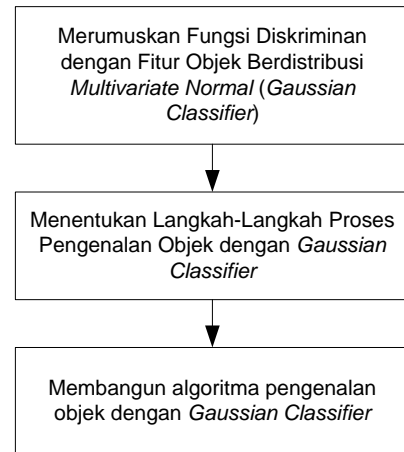 Merumuskan Fungsi Diskriminan
dengan Fitur Objek Berdistribusi
Multivariate Normal (Gaussian
Classifier)
Menentukan Langkah-Langkah Proses
Pengenalan Objek dengan Gaussian
Classifier
Membangun algoritma pengenalan
objek dengan Gaussian Classifier